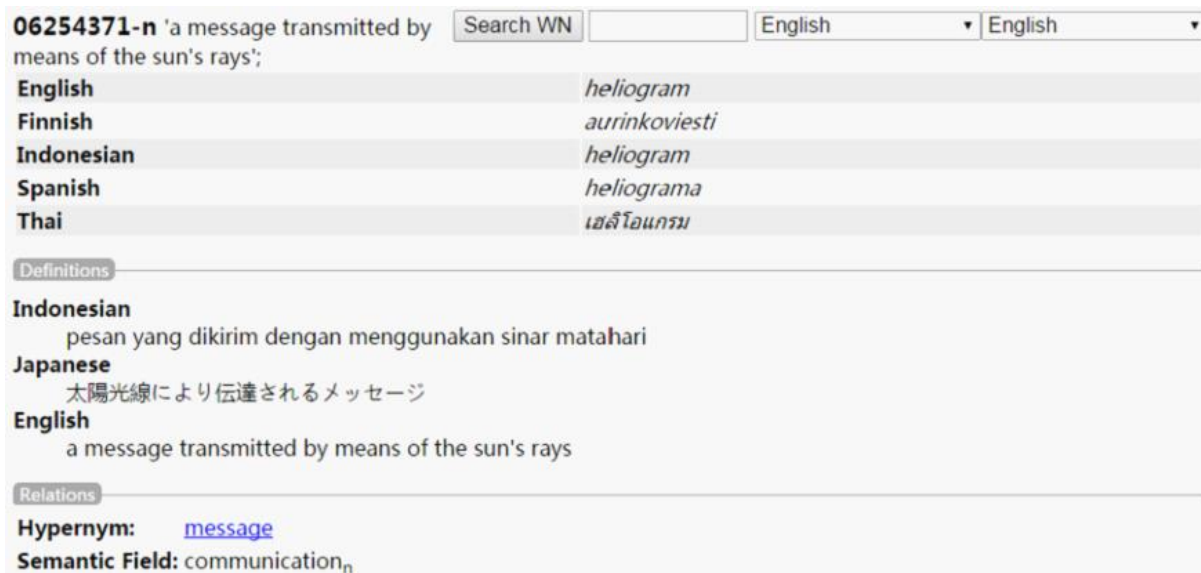 06254371-n 'a message transmitted by means of the sun's rays';
Search WN English English
English heliogram
Finnish aurinkoviesti
Indonesian heliogram
Spanish heliograma
Thai เฮลิโอแกรม
Definitions
Indonesian
pesan yang dikirim dengan menggunakan sinar matahari
Japanese
太陽光線により伝達されるメッセージ
English
a message transmitted by means of the sun's rays
Relations
Hypernym: message
Semantic Field: communicationn